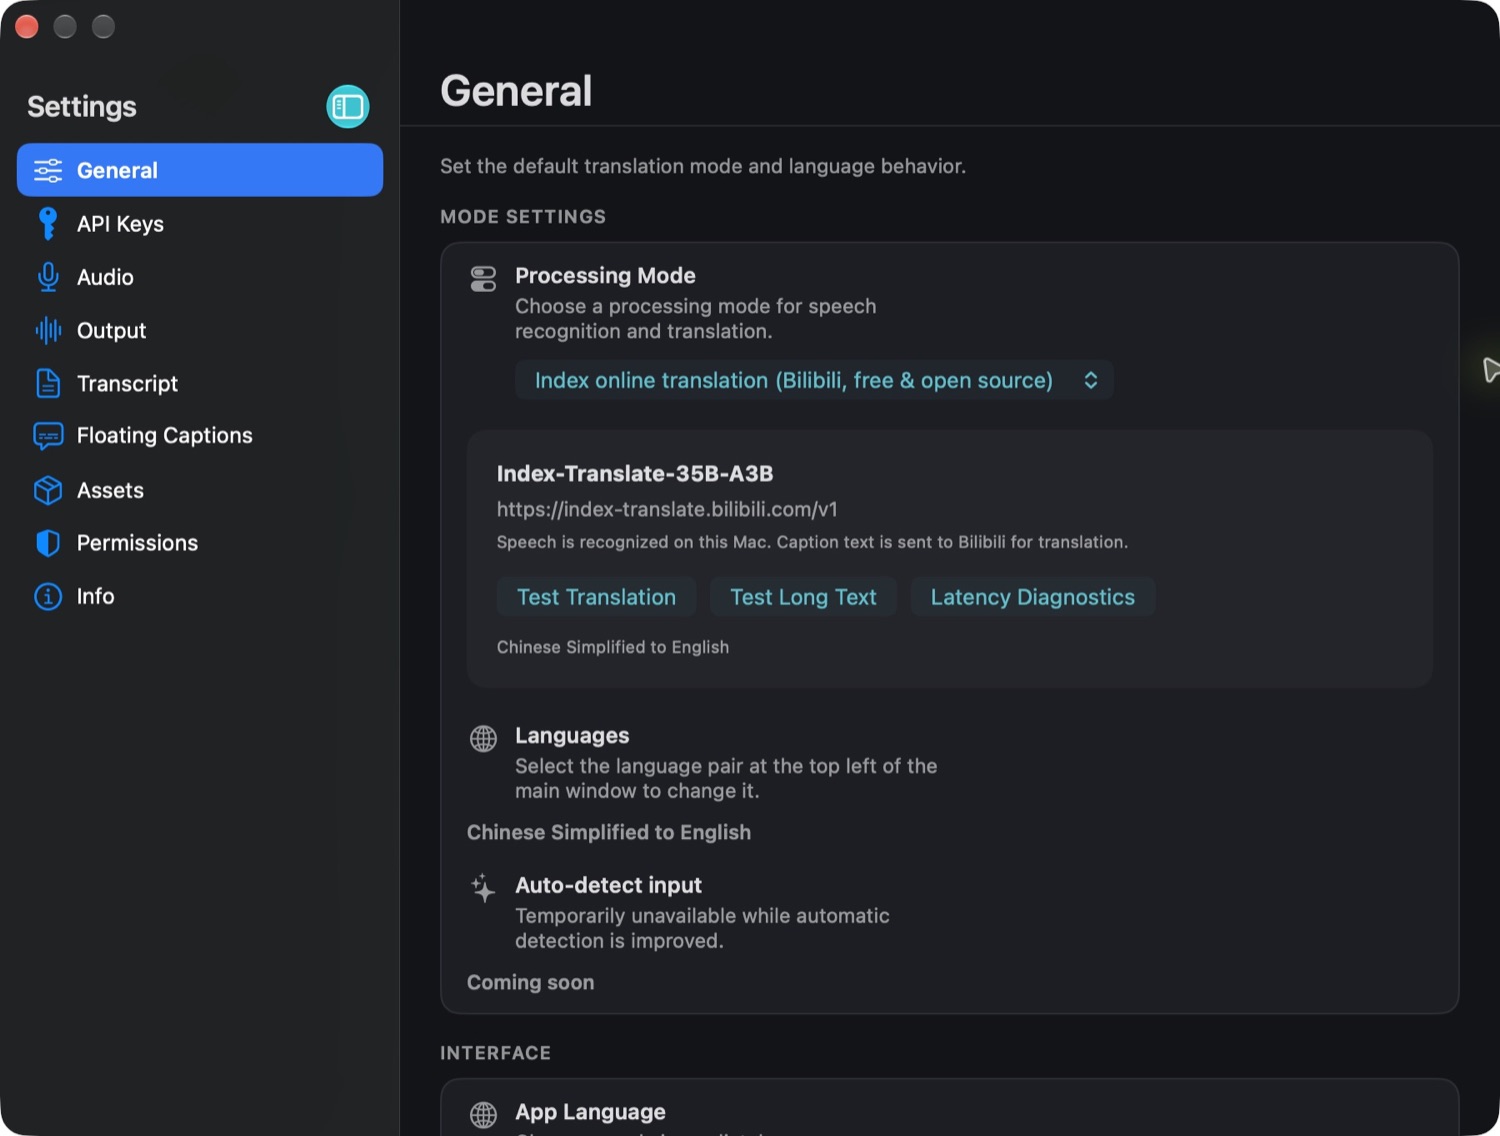 Settings
General
API Keys
Audio
Output
Transcript
Floating Captions
Assets
Permissions
Info
General
Set the default translation mode and language behavior.
MODE SETTINGS
Processing Mode
Choose a processing mode for speech
recognition and translation.
Index online translation (Bilibili, free & open source)
Index-Translate-35B-A3B
https://index-translate.bilibili.com/v1
Speech is recognized on this Mac. Caption text is sent to Bilibili for translation.
Test Translation
Test Long Text
Latency Diagnostics
Chinese Simplified to English
Languages
Select the language pair at the top left of the
main window to change it.
Chinese Simplified to English
Auto-detect input
Temporarily unavailable while automatic
detection is improved.
Coming soon
INTERFACE
App Language